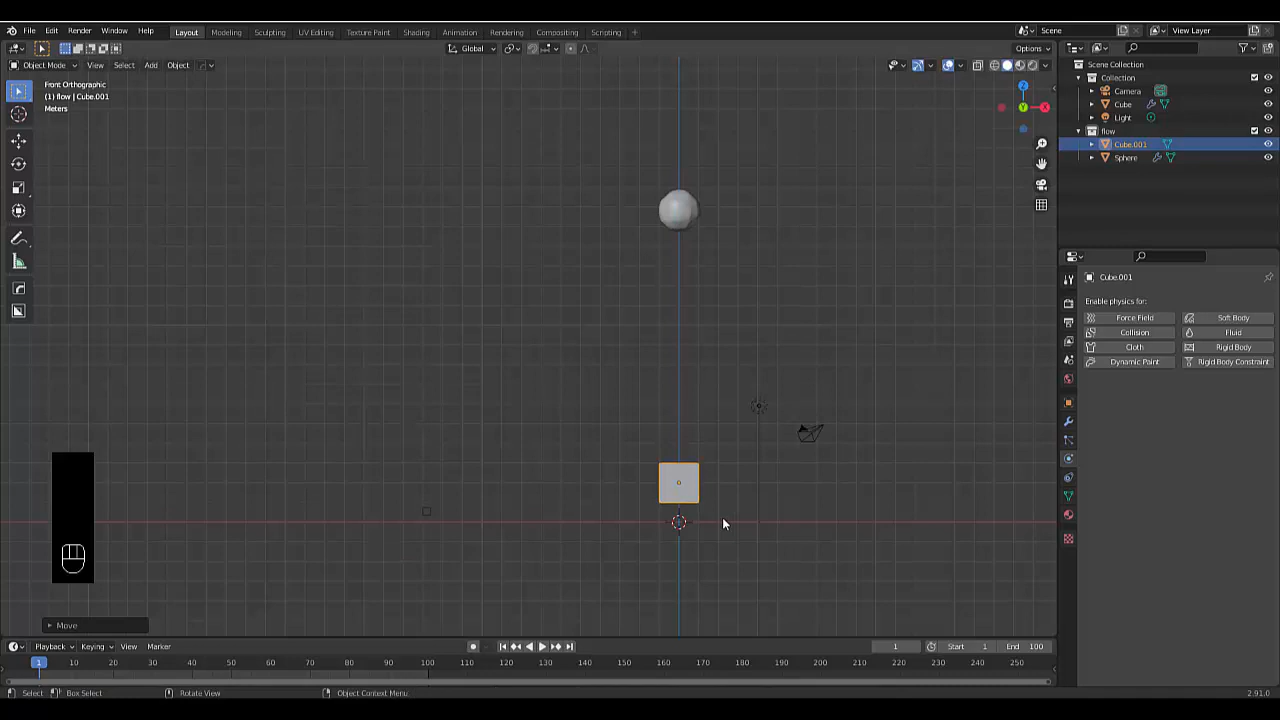 File Edit Render Window Help Layout Modeling Sculpting UV Editing Texture Paint Shading Animation Rendering Compositing Scripting Scene View Layer
Global Options
Object Mode View Select Add Object
Scene Collection
Collection
Camera
Cube
Light
flow
Cube.001
Sphere
Front Orthographic
(1) flow | Cube.001
Meters
Z
Y
X
Cube.001
Enable physics for:
Force Field Soft Body
Collision Fluid
Cloth Rigid Body
Dynamic Paint Rigid Body Constraint
Move
Playback Keying View Marker 1 Start 1 End 100
1 10 20 30 40 50 60 70 80 90 100 110 120 130 140 150 160 170 180 190 200 210 220 230 240 250
Select Box Select Rotate View Object Context Menu 2.91.0